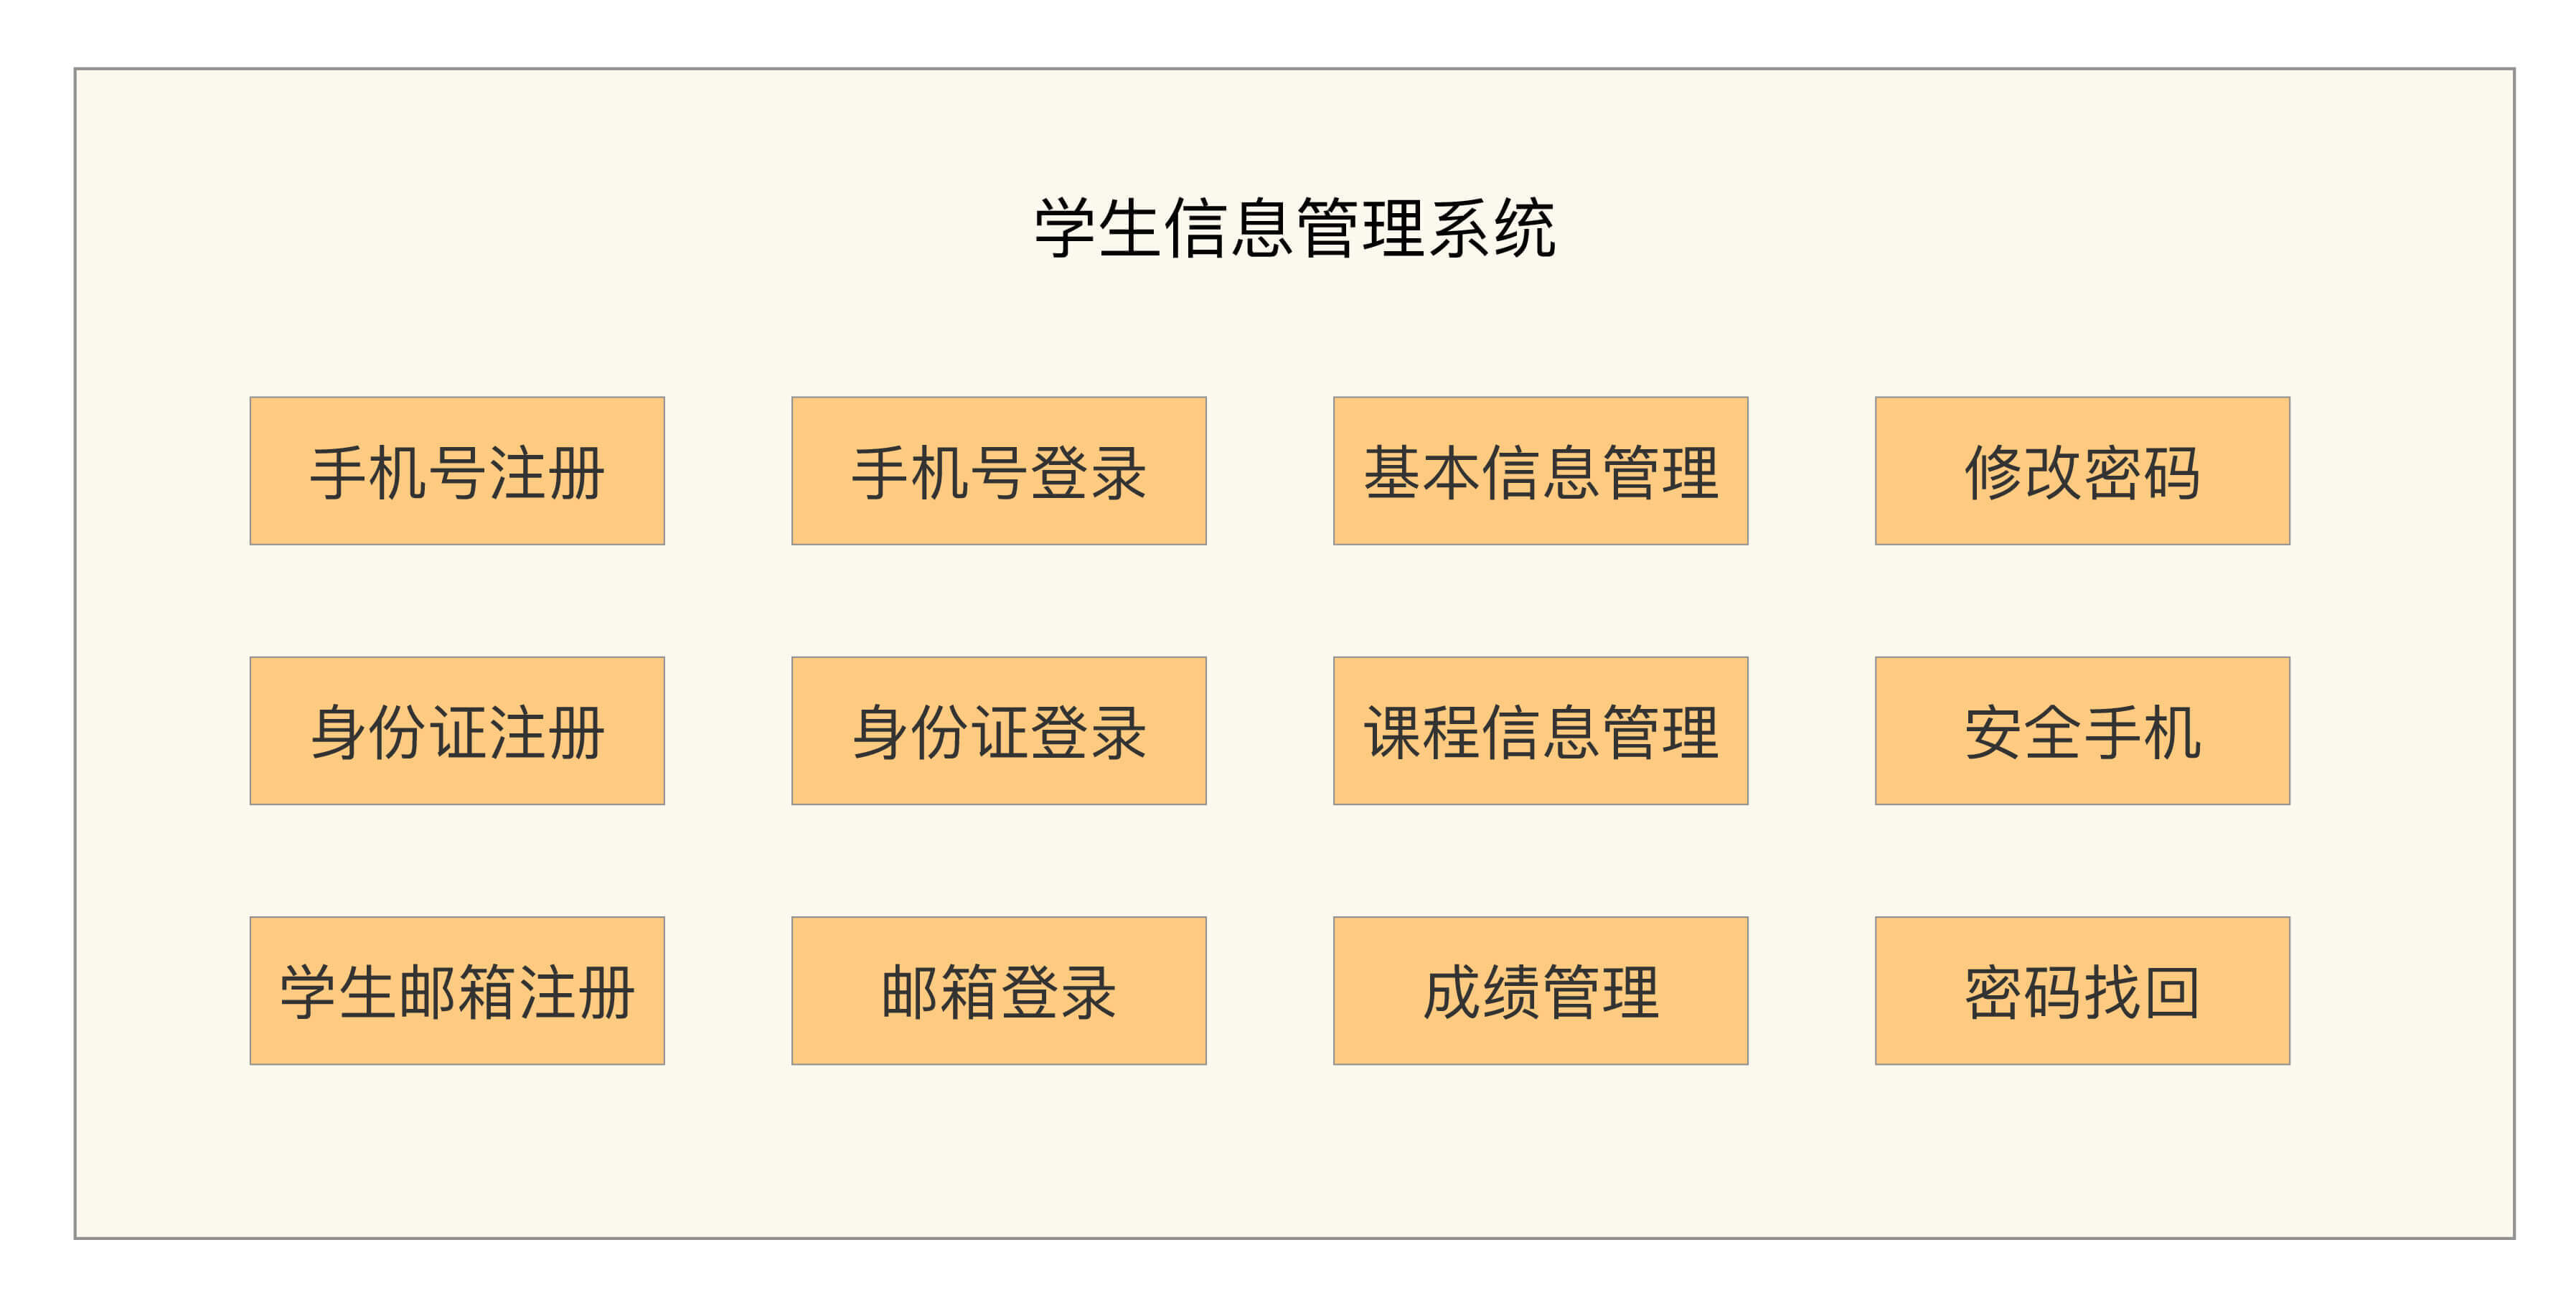 学生信息管理系统
手机号注册
手机号登录
基本信息管理
修改密码
身份证注册
身份证登录
课程信息管理
安全手机
学生邮箱注册
邮箱登录
成绩管理
密码找回